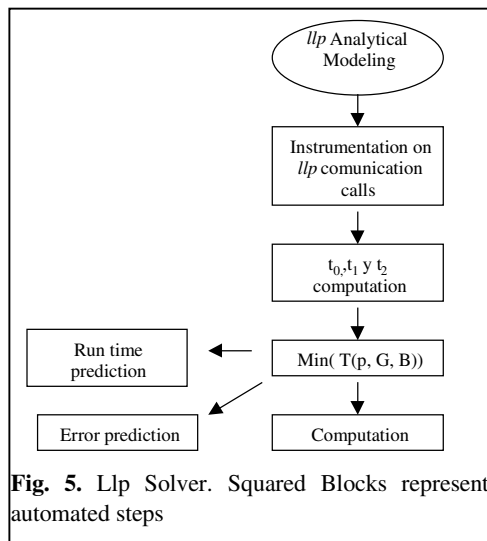 llp Analytical
Modeling
Instrumentation on
llp comunication
calls
t0,t1 y t2
computation
Run time
prediction
Min( T(p, G, B))
Error prediction
Computation
Fig. 5. Llp Solver. Squared Blocks represent
automated steps